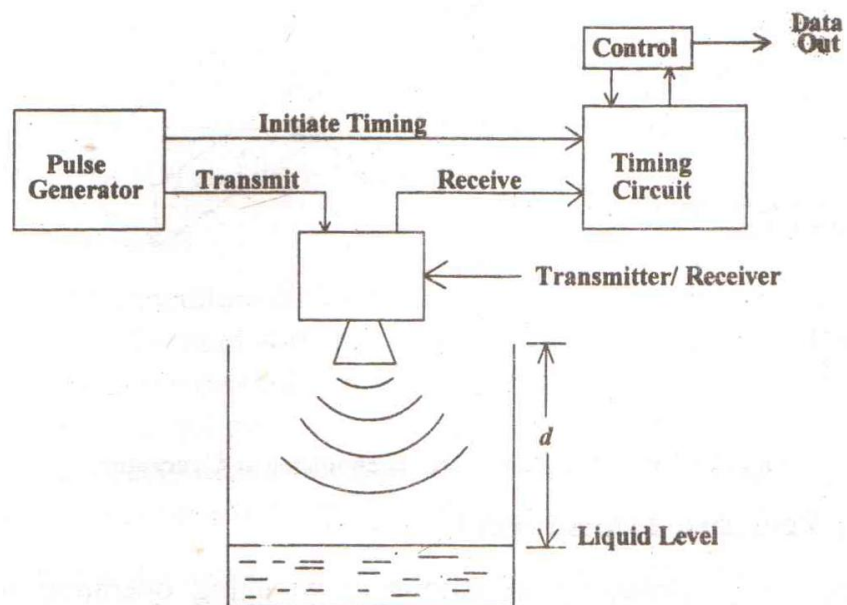 Data
Out
Control
Initiate Timing
Pulse
Generator
Timing
Circuit
Transmit
Receive
Transmitter/ Receiver
d
Liquid Level